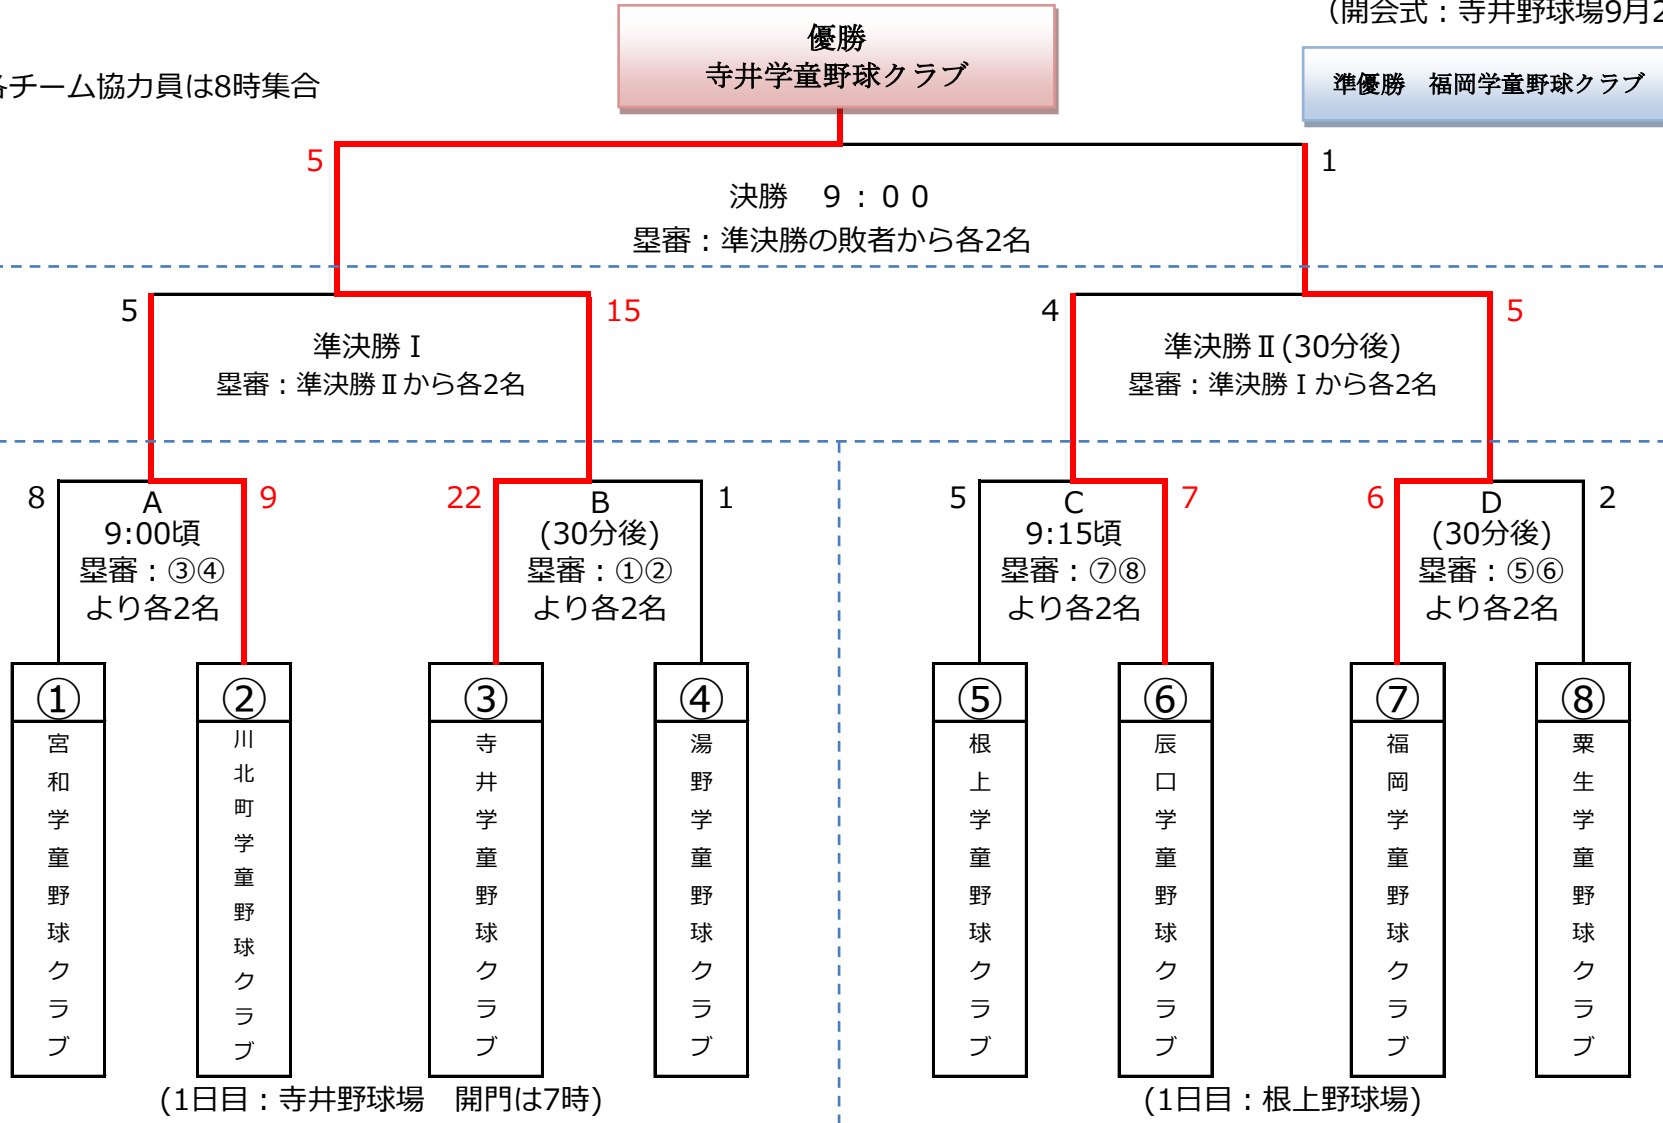 (開会式：寺井野球場9月2
優勝
寺井学童野球クラブ
準優勝　福岡学童野球クラブ
チーム協力員は8時集合
5
1
決勝　9：00
塁審：準決勝の敗者から各2名
5
15
4
5
準決勝Ⅰ
準決勝Ⅱ(30分後)
塁審：準決勝Ⅱから各2名
塁審：準決勝Ⅰから各2名
8
A
9
22
B
1
5
C
7
6
D
2
9:00頃
(30分後)
9:15頃
(30分後)
塁審：③④
塁審：①②
塁審：⑦⑧
塁審：⑤⑥
より各2名
より各2名
より各2名
より各2名
①
宮和学童野球クラブ
②
川北町学童野球クラブ
③
寺井学童野球クラブ
④
湯野学童野球クラブ
⑤
根上学童野球クラブ
⑥
辰口学童野球クラブ
⑦
福岡学童野球クラブ
⑧
粟生学童野球クラブ
(1日目：寺井野球場　開門は7時)
(1日目：根上野球場)